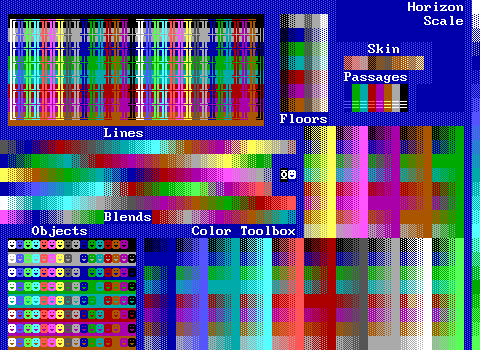 Horizon
Scale
Skin
Passages
Floors
Lines
Blends
Objects
Color Toolbox